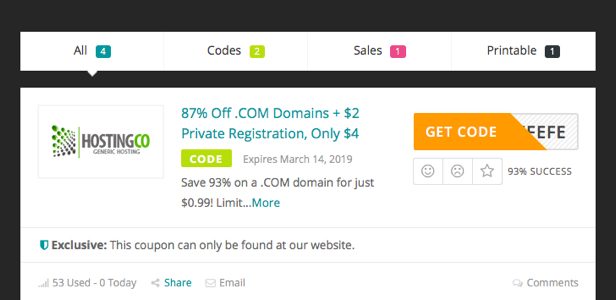 All 4 Codes 2 Sales 1 Printable 1
87% Off .COM Domains + $2
Private Registration, Only $4
CODE Expires March 14, 2019
Save 93% on a .COM domain for just
$0.99! Limit...More
HOSTINGCO
GENERIC HOSTING
GET CODE EEFE
93% SUCCESS
Exclusive: This coupon can only be found at our website.
53 Used - 0 Today Share Email Comments